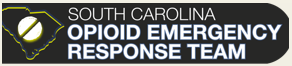 SOUTH CAROLINA
OPIOID EMERGENCY
RESPONSE TEAM